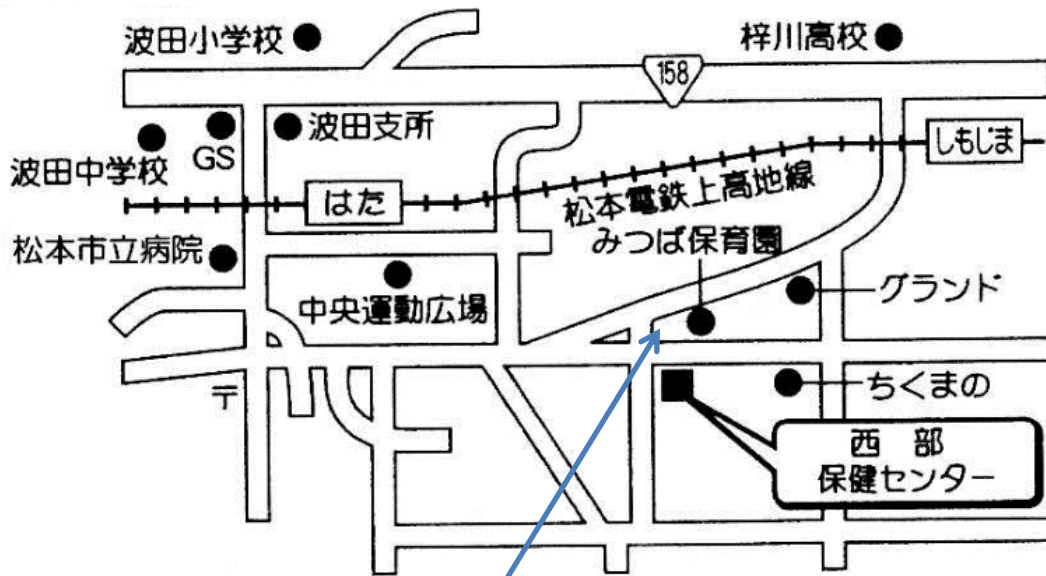 波田小学校
梓川高校
158
波田支所
GS
波田中学校
しもじま
はた
松本電鉄上高地線
みつば保育園
松本市立病院
グランド
中央運動広場
〒
ちくまの
西 部
保健センター